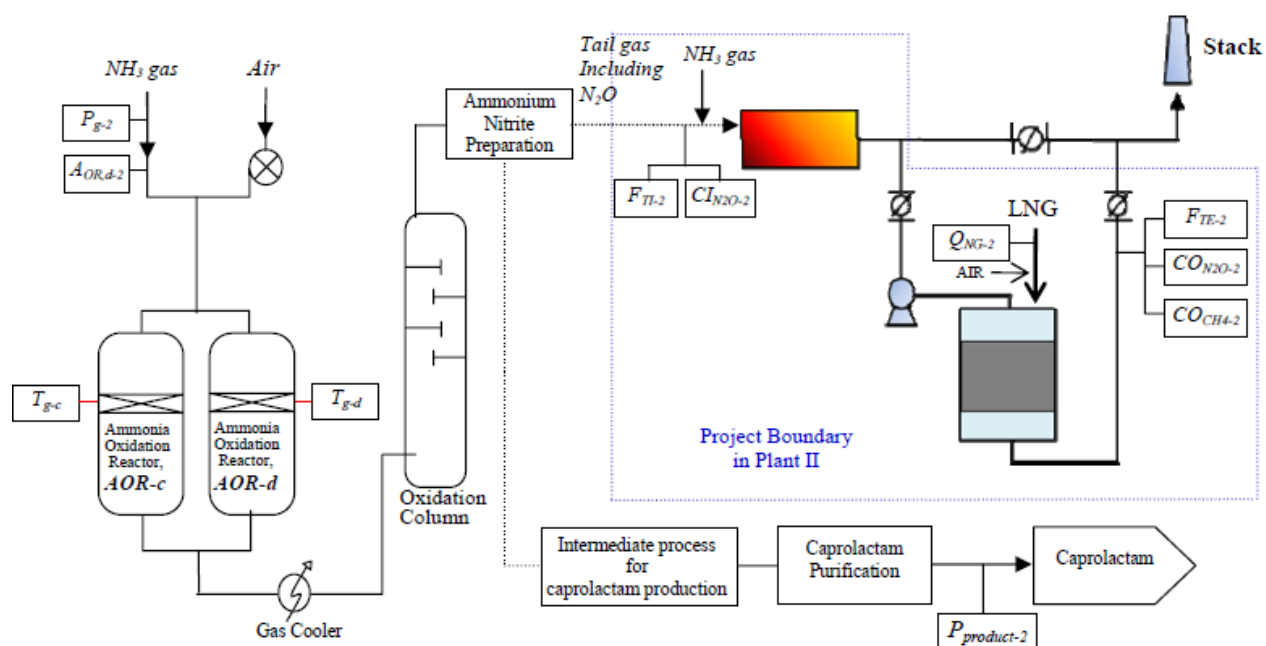 NH3 gas
Air
Pg-2
AOR,d-2
Tg-c
Ammonia
Oxidation
Reactor,
AOR-c
Ammonia
Oxidation
Reactor,
AOR-d
Tg-d
Gas Cooler
Oxidation
Column
Ammonium
Nitrite
Preparation
Tail gas
Including
N2O
NH3 gas
FTI-2
CIN2O-2
Stack
LNG
QNG-2
AIR
FTE-2
CON2O-2
COCH4-2
Project Boundary
in Plant II
Intermediate process
for
caprolactam production
Caprolactam
Purification
Caprolactam
Pproduct-2